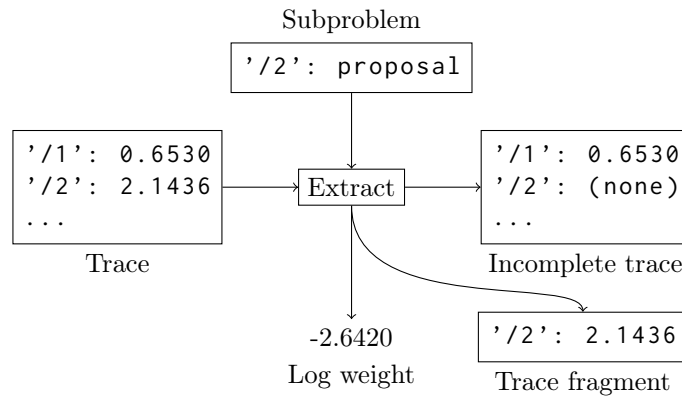 Subproblem
'/2': proposal
'/1': 0.6530
'/2': 2.1436
...
Trace
Extract
'/1': 0.6530
'/2': (none)
...
Incomplete trace
-2.6420
Log weight
'/2': 2.1436
Trace fragment